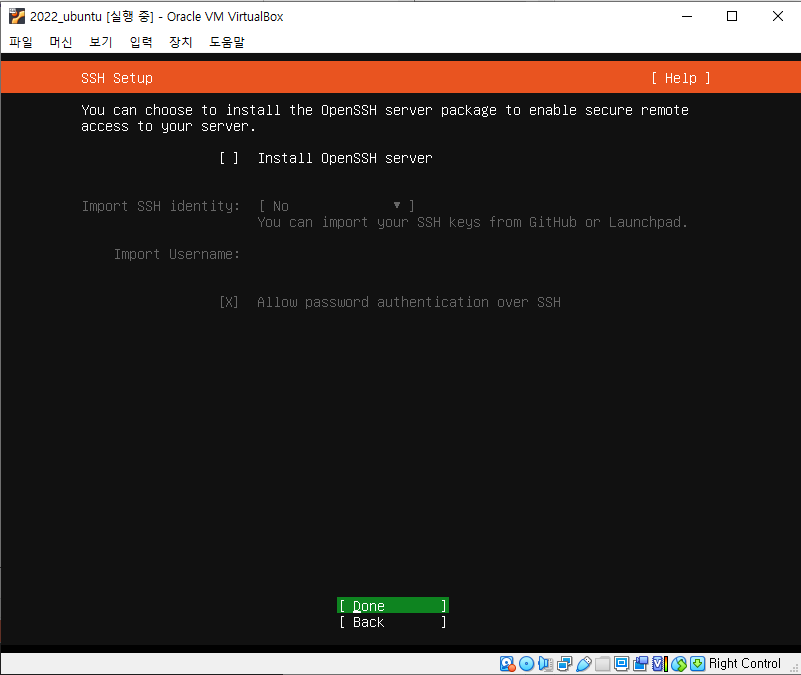 2022_ubuntu [실행 중] - Oracle VM VirtualBox
파일 머신 보기 입력 장치 도움말
SSH Setup [ Help ]
You can choose to install the OpenSSH server package to enable secure remote
access to your server.
[ ] Install OpenSSH server
Import SSH identity: [ No ▼ ]
You can import your SSH keys from GitHub or Launchpad.
Import Username:
[X] Allow password authentication over SSH
[ Done ]
[ Back ]
Right Control